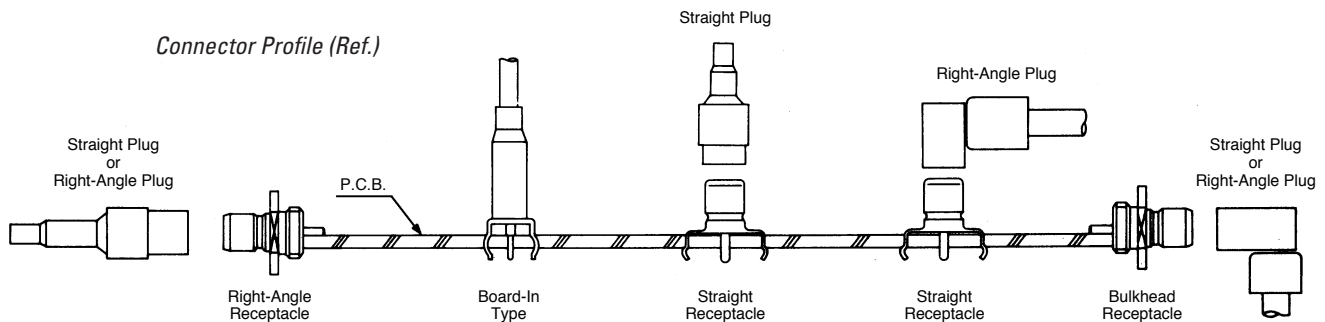 Connector Profile (Ref.)
Straight Plug
Right-Angle Plug
Straight Plug
or
Right-Angle Plug
P.C.B.
Straight Plug
or
Right-Angle Plug
Right-Angle
Receptacle
Board-In
Type
Straight
Receptacle
Straight
Receptacle
Bulkhead
Receptacle